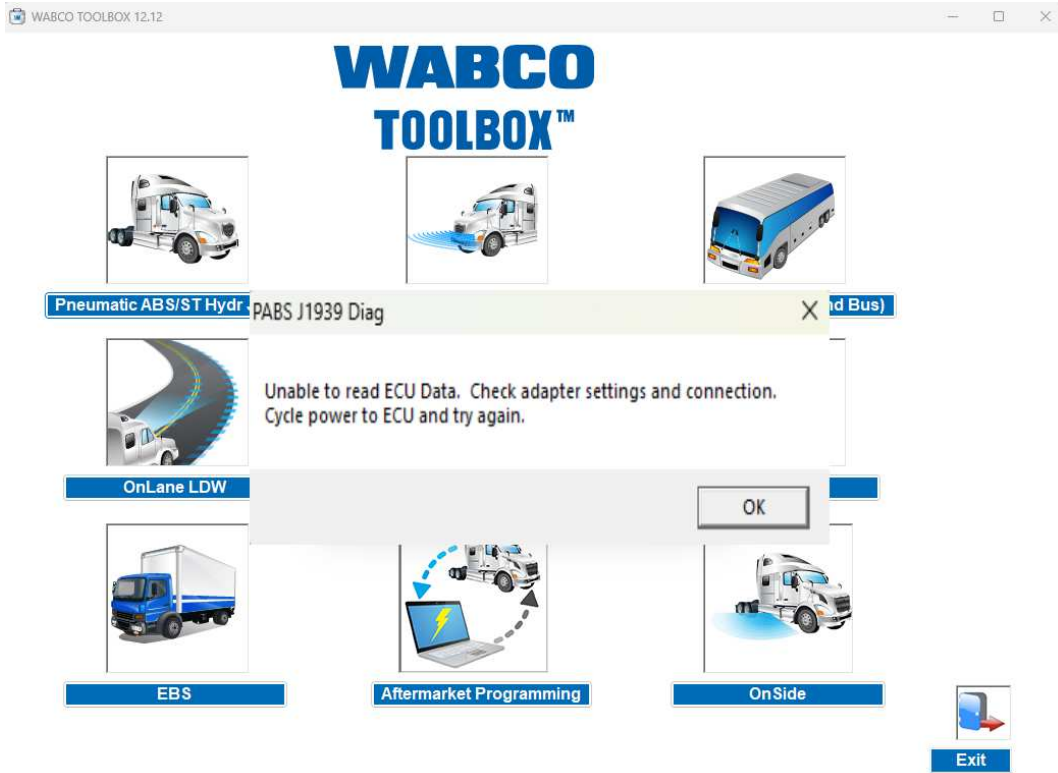 WABCO TOOLBOX 12.12
WABCO
TOOLBOX™
Pneumatic ABS/ST Hydr
nd Bus)
PABS J1939 Diag
Unable to read ECU Data. Check adapter settings and connection.
Cycle power to ECU and try again.
OK
OnLane LDW
EBS
Aftermarket Programming
OnSide
Exit